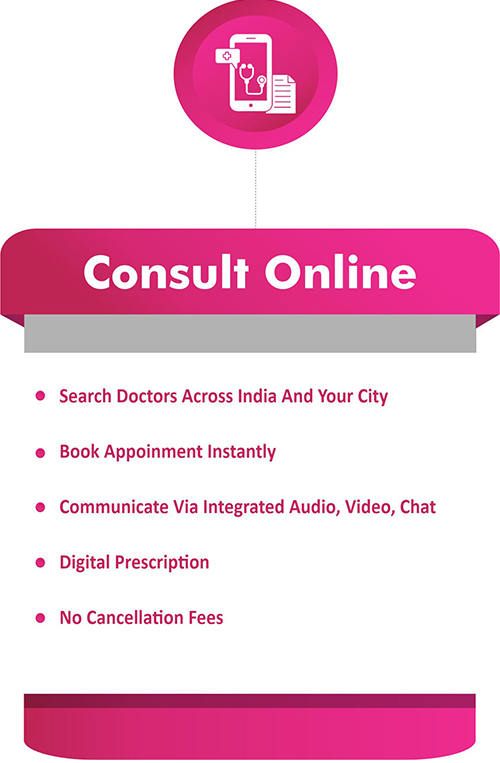 Consult Online
Search Doctors Across India And Your City
Book Appoinment Instantly
Communicate Via Integrated Audio, Video, Chat
Digital Prescription
No Cancellation Fees